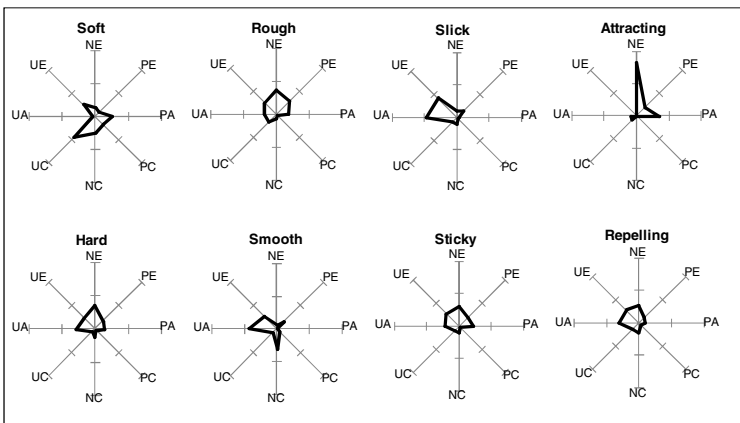 Soft Rough Slick Attracting
NE NE NE NE
UE PE UE PE UE PE UE PE
UA PA UA PA UA PA UA PA
UC PC UC PC UC PC UC PC
NC NC NC NC
Hard Smooth Sticky Repelling
NE NE NE NE
UE PE UE PE UE PE UE PE
UA PA UA PA UA PA UA PA
UC PC UC PC UC PC UC PC
NC NC NC NC